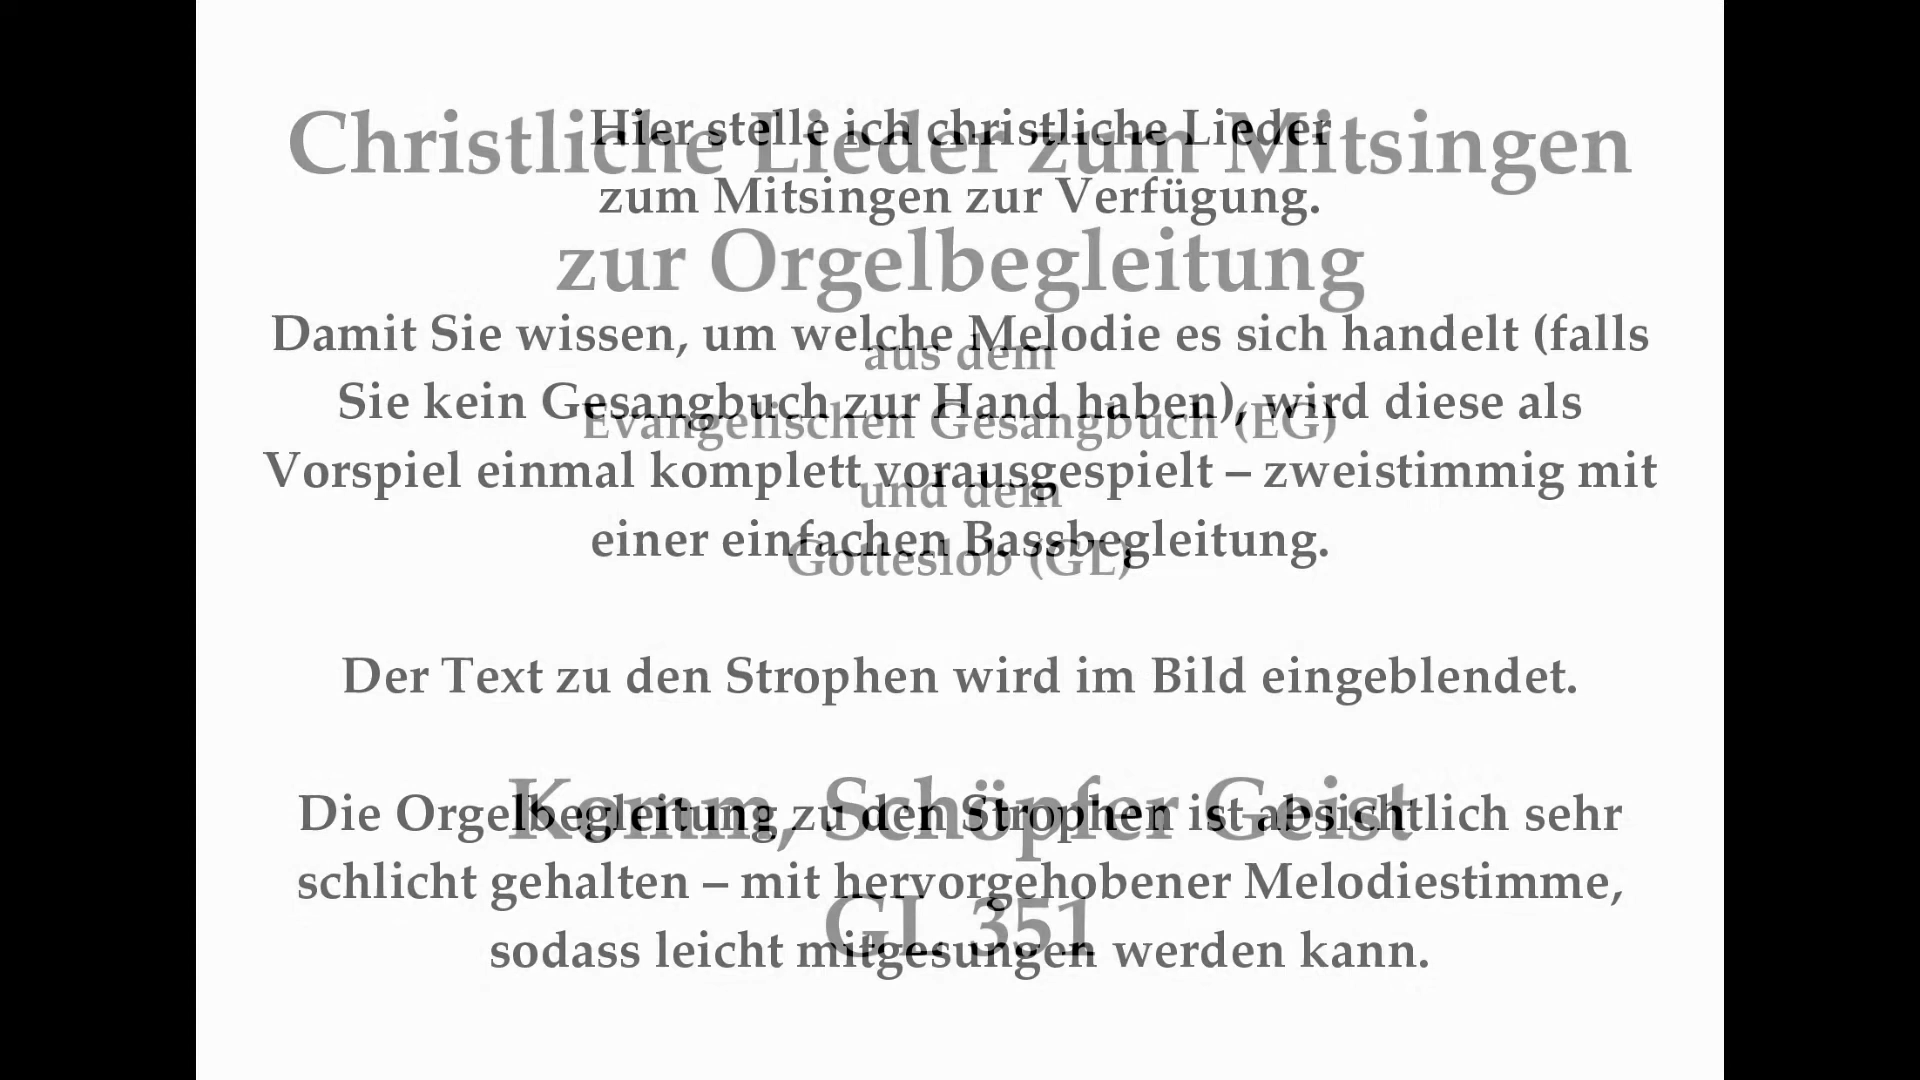 Christliche Lieder zum Mitsingen
zur Orgelbegleitung
aus dem
Evangelischen Gesangbuch (EG)
und dem
Gotteslob (GL)
Komm, Schöpfer Geist
GL 351
Hier stelle ich christliche Lieder
zum Mitsingen zur Verfügung.
Damit Sie wissen, um welche Melodie es sich handelt (falls
Sie kein Gesangbuch zur Hand haben), wird diese als
Vorspiel einmal komplett vorausgespielt – zweistimmig mit
einer einfachen Bassbegleitung.
Der Text zu den Strophen wird im Bild eingeblendet.
Die Orgelbegleitung zu den Strophen ist absichtlich sehr
schlicht gehalten – mit hervorgehobener Melodiestimme,
sodass leicht mitgesungen werden kann.